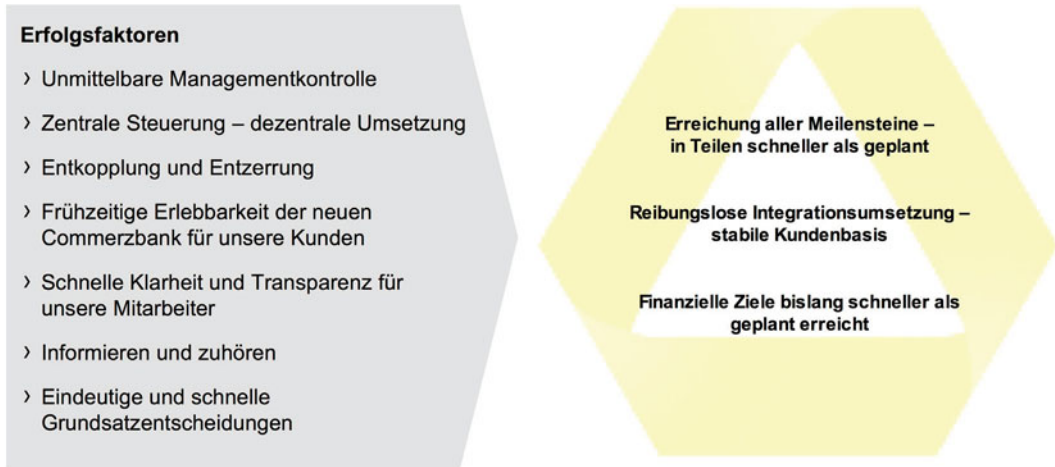 Erfolgsfaktoren
› Unmittelbare Managementkontrolle
› Zentrale Steuerung – dezentrale Umsetzung
› Entkopplung und Entzerrung
› Frühzeitige Erlebbarkeit der neuen
Commerzbank für unsere Kunden
› Schnelle Klarheit und Transparenz für
unsere Mitarbeiter
› Informieren und zuhören
› Eindeutige und schnelle
Grundsatzentscheidungen
Erreichung aller Meilensteine –
in Teilen schneller als geplant
Reibungslose Integrationsumsetzung –
stabile Kundenbasis
Finanzielle Ziele bislang schneller als
geplant erreicht